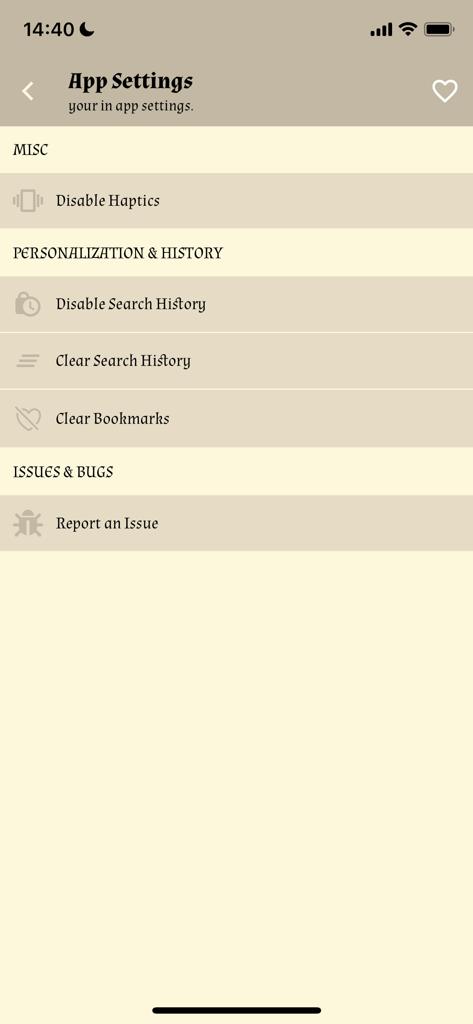 14:40
App Settings
your in app settings.
MISC
Disable Haptics
PERSONALIZATION & HISTORY
Disable Search History
Clear Search History
Clear Bookmarks
ISSUES & BUGS
Report an Issue